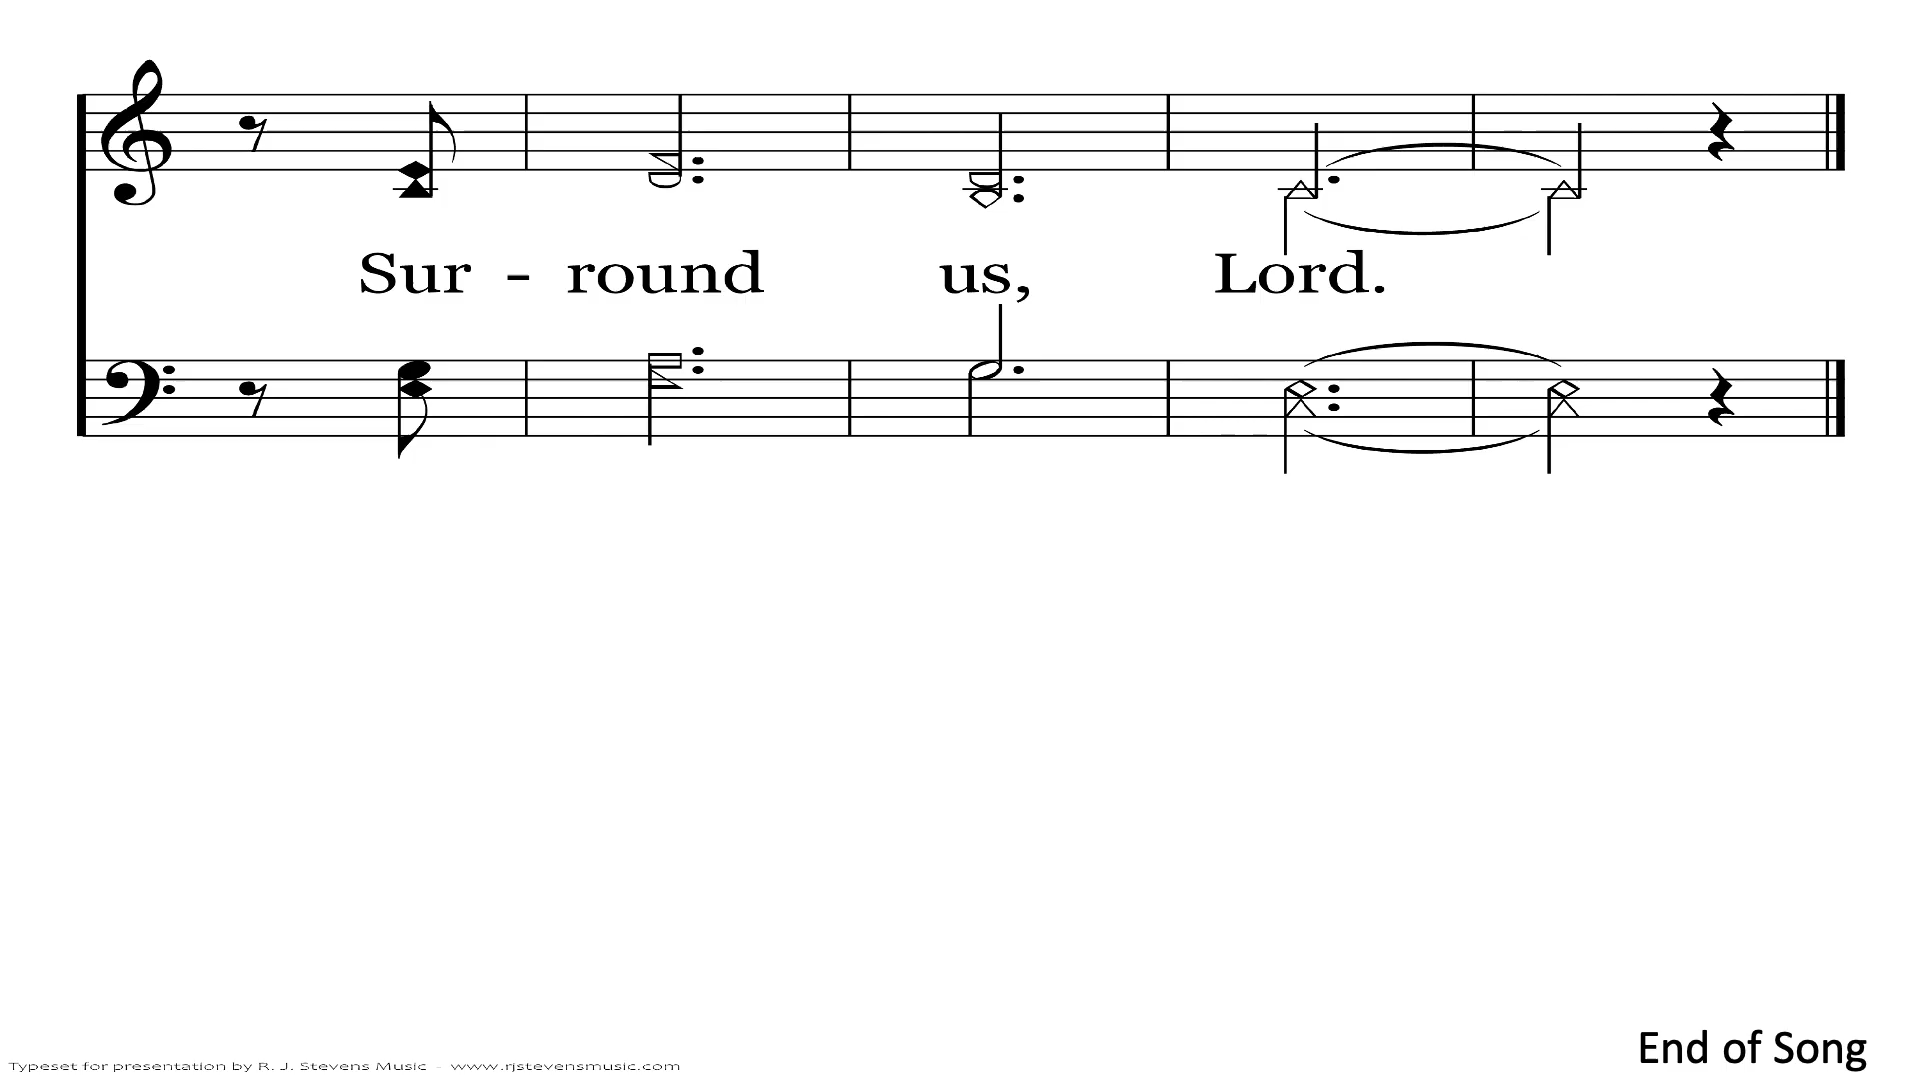 Sur - round us, Lord.
End of Song
Typeset for presentation by R. J. Stevens Music - www.rjstevensmusic.com